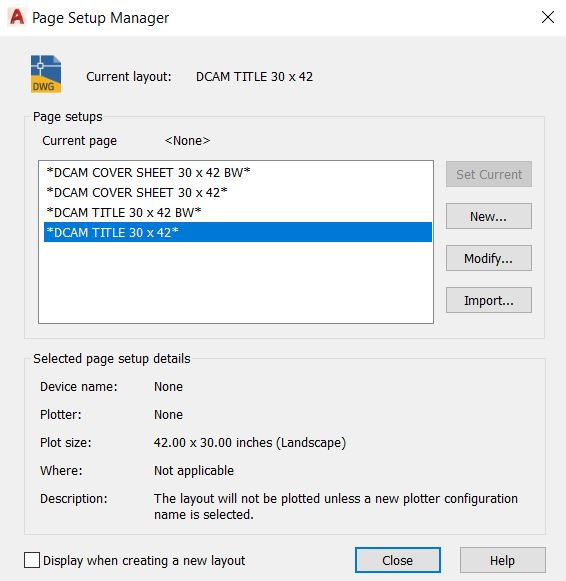 Page Setup Manager
DWG
Current layout: DCAM TITLE 30 x 42
Page setups
Current page <None>
*DCAM COVER SHEET 30 x 42 BW*
*DCAM COVER SHEET 30 x 42*
*DCAM TITLE 30 x 42 BW*
*DCAM TITLE 30 x 42*
Set Current
New...
Modify...
Import...
Selected page setup details
Device name: None
Plotter: None
Plot size: 42.00 x 30.00 inches (Landscape)
Where: Not applicable
Description: The layout will not be plotted unless a new plotter configuration
name is selected.
Display when creating a new layout
Close
Help